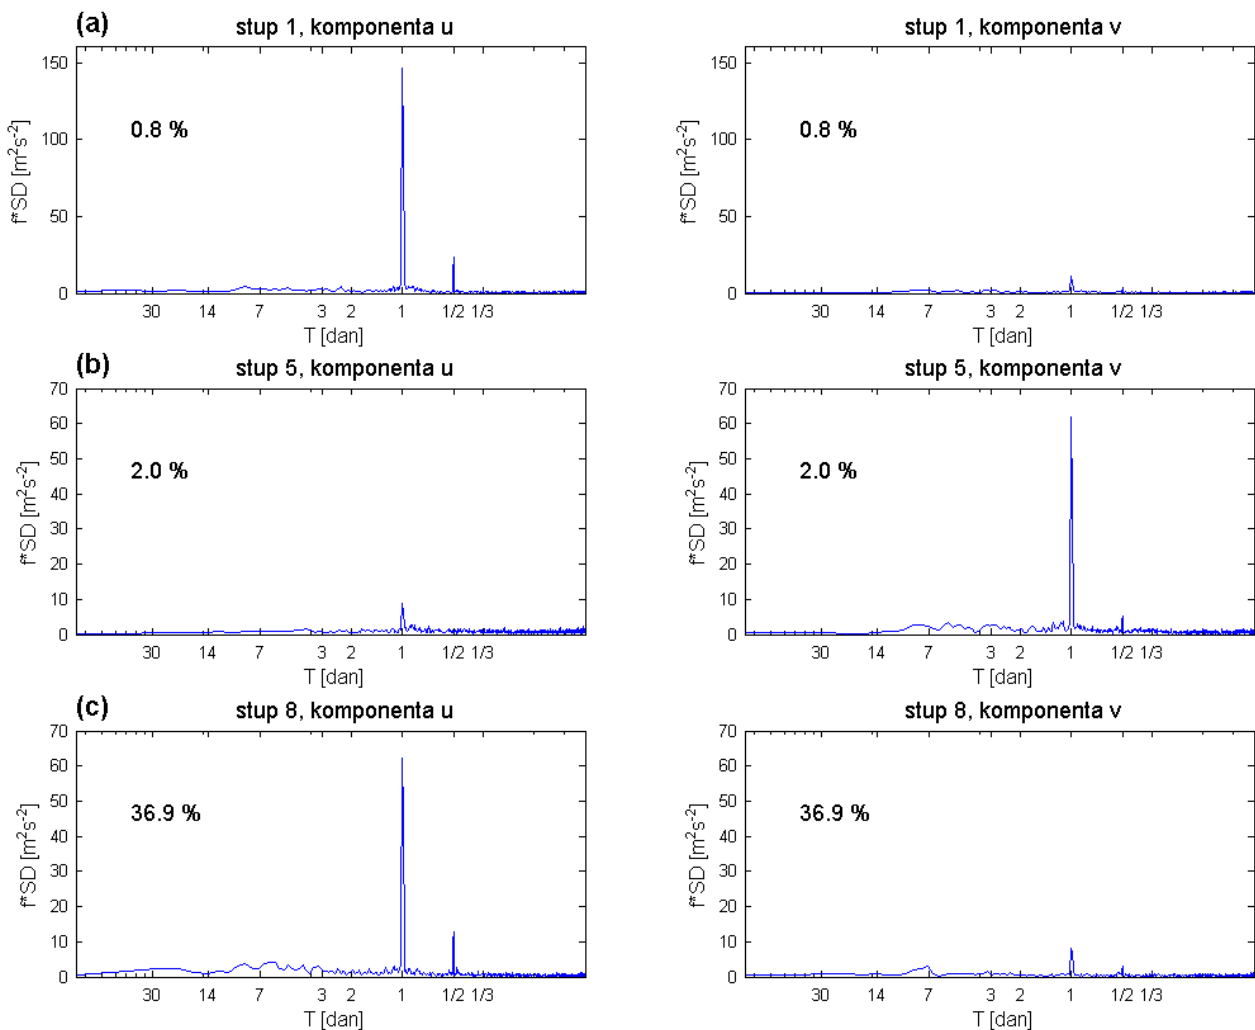 (a)
stup 1, komponenta u
stup 1, komponenta v
150
100
50
0
f*SD [m²s⁻²]
0.8 %
30 14 7 3 2 1 1/2 1/3
T [dan]
150
100
50
0
f*SD [m²s⁻²]
0.8 %
30 14 7 3 2 1 1/2 1/3
T [dan]
(b)
stup 5, komponenta u
stup 5, komponenta v
70
60
50
40
30
20
10
0
f*SD [m²s⁻²]
2.0 %
30 14 7 3 2 1 1/2 1/3
T [dan]
70
60
50
40
30
20
10
0
f*SD [m²s⁻²]
2.0 %
30 14 7 3 2 1 1/2 1/3
T [dan]
(c)
stup 8, komponenta u
stup 8, komponenta v
70
60
50
40
30
20
10
0
f*SD [m²s⁻²]
36.9 %
30 14 7 3 2 1 1/2 1/3
T [dan]
70
60
50
40
30
20
10
0
f*SD [m²s⁻²]
36.9 %
30 14 7 3 2 1 1/2 1/3
T [dan]